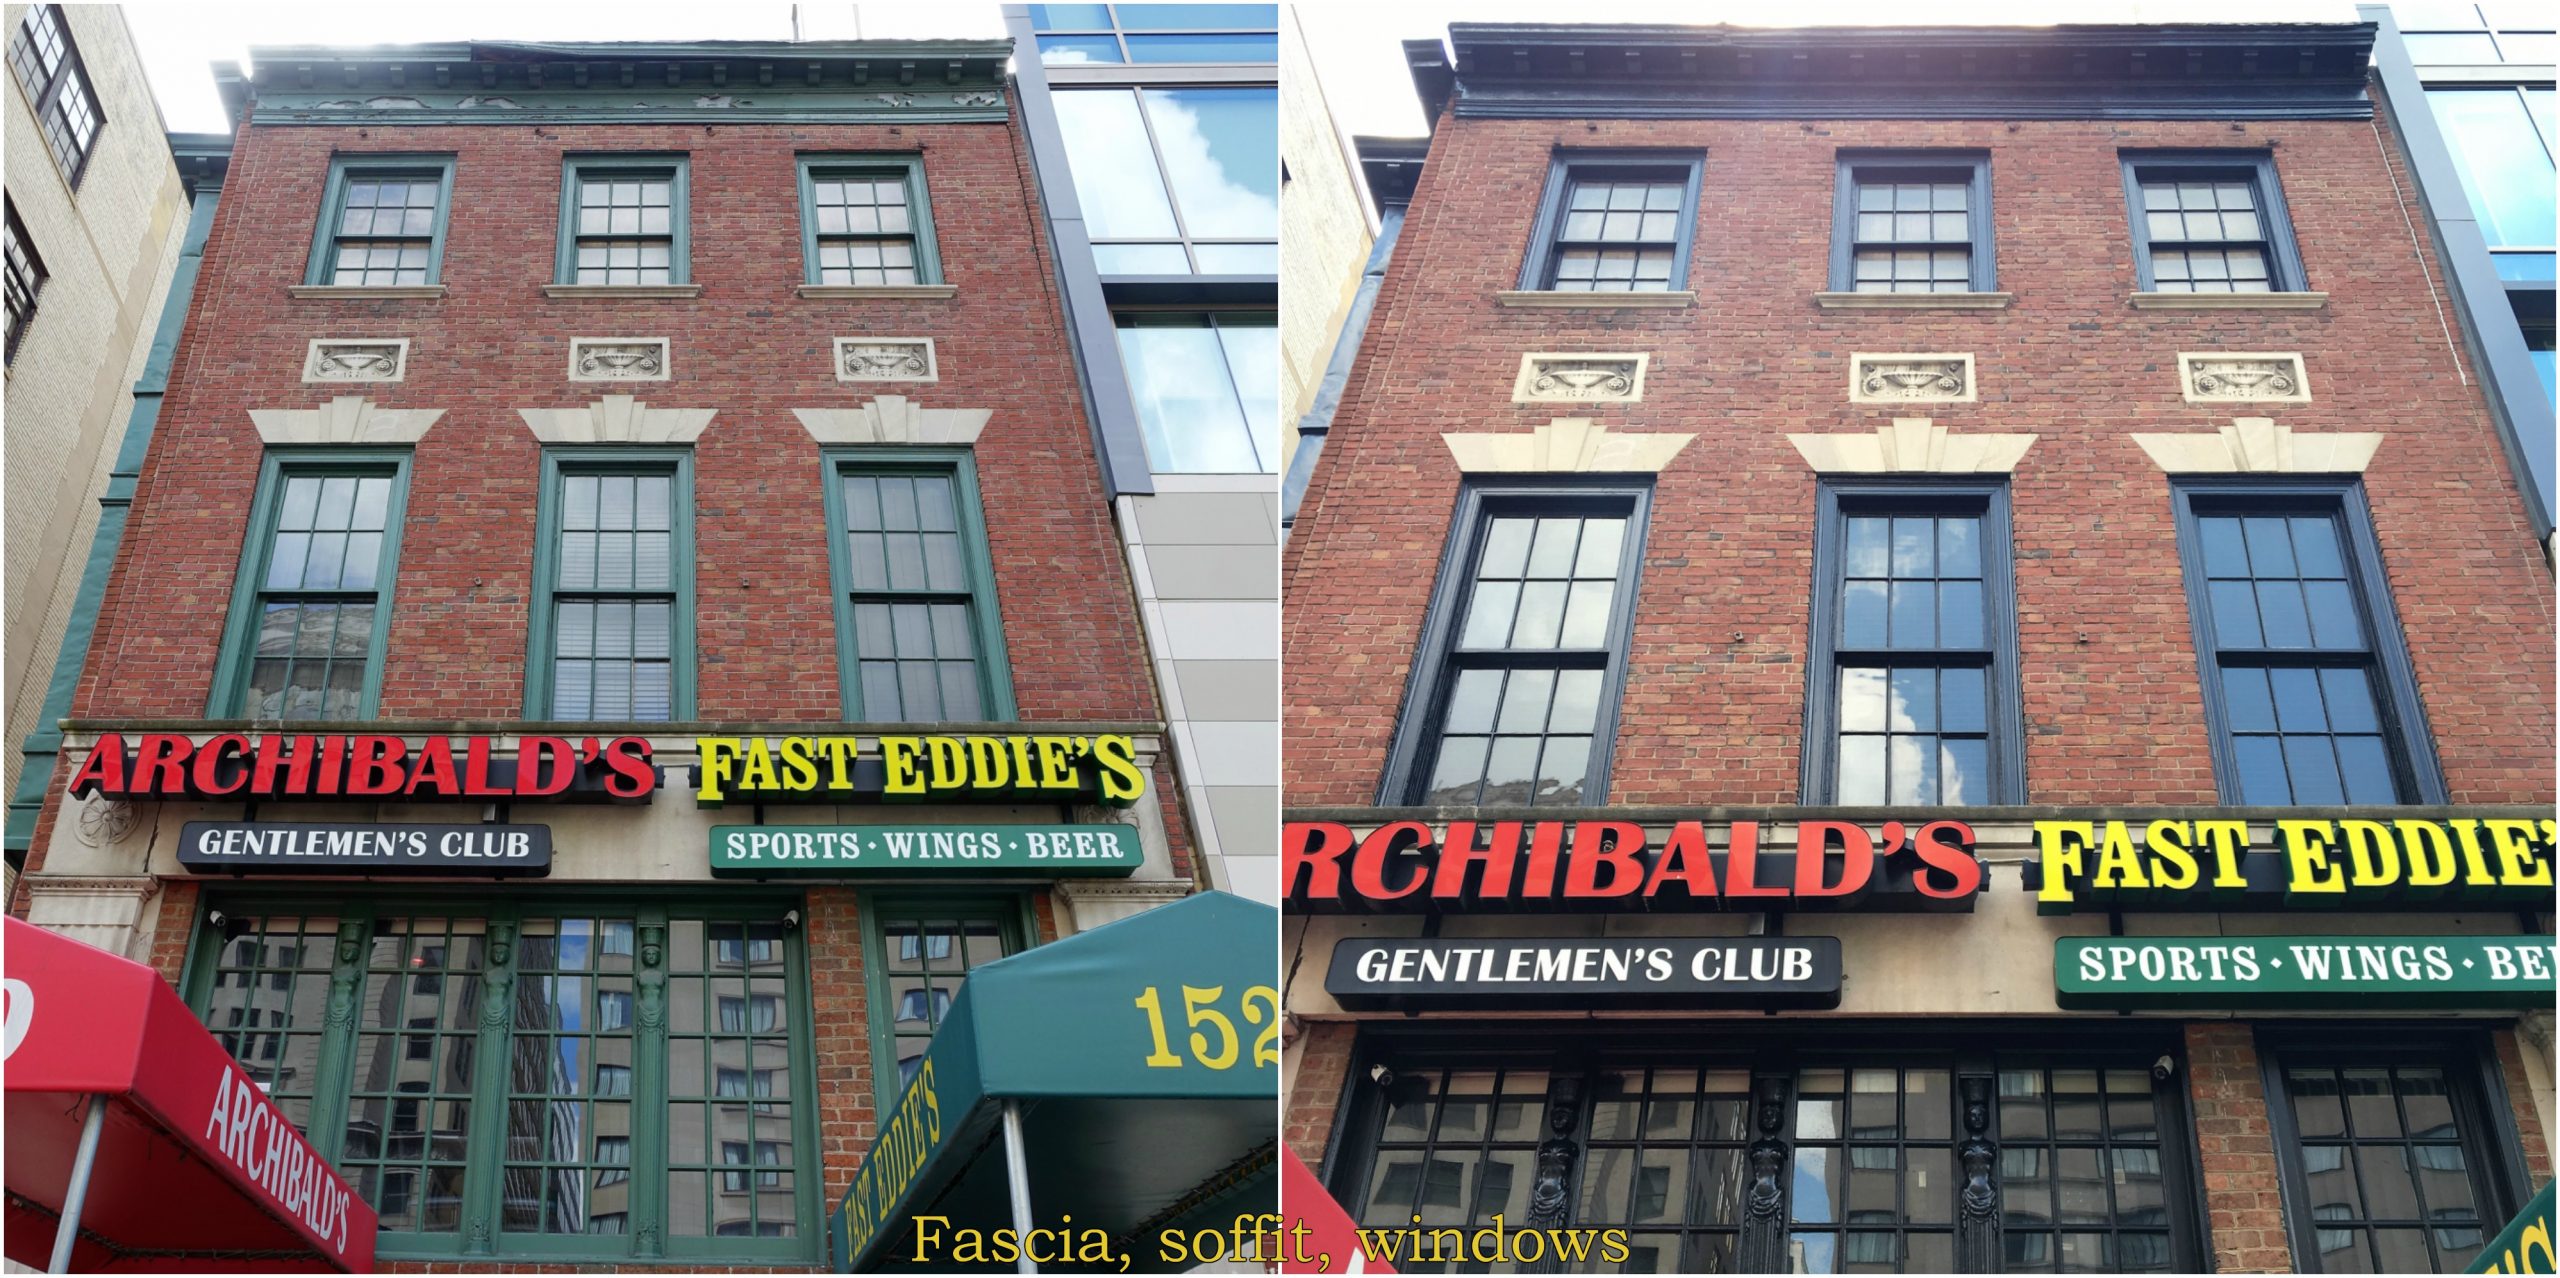 ARCHIBALD'S
FAST EDDIE'S
GENTLEMEN'S CLUB
SPORTS · WINGS · BEER
152
ARCHIBALD'S
FAST EDDIE'S
RCHIBALD'S
FAST EDDIE'
GENTLEMEN'S CLUB
SPORTS · WINGS · BE
Fascia, soffit, windows